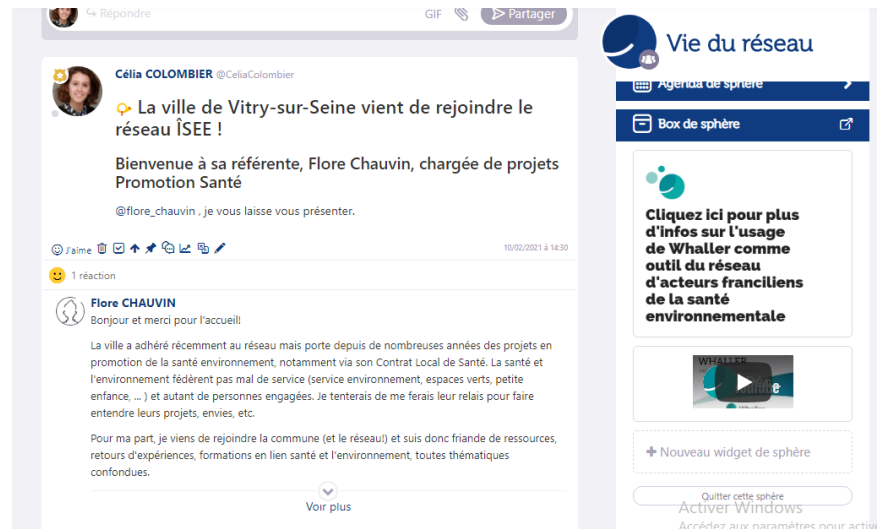 Répondre
GIF
Partager
Célia COLOMBIER @CeliaColombier
La ville de Vitry-sur-Seine vient de rejoindre le
réseau ÎSEE !
Bienvenue à sa référente, Flore Chauvin, chargée de projets
Promotion Santé
@flore_chauvin , je vous laisse vous présenter.
J'aime
10/02/2021 à 14:30
1 réaction
Flore CHAUVIN
Bonjour et merci pour l'accueil!
La ville a adhéré récemment au réseau mais porte depuis de nombreuses années des projets en
promotion de la santé environnement, notamment via son Contrat Local de Santé. La santé et
l'environnement fédèrent pas mal de service (service environnement, espaces verts, petite
enfance, ... ) et autant de personnes engagées. Je tenterais de me ferais leur relais pour faire
entendre leurs projets, envies, etc.
Pour ma part, je viens de rejoindre la commune (et le réseau!) et suis donc friande de ressources,
retours d'expériences, formations en lien santé et l'environnement, toutes thématiques
confondues.
Voir plus
Vie du réseau
Agenda de sphère
Box de sphère
Cliquez ici pour plus
d'infos sur l'usage
de Whaller comme
outil du réseau
d'acteurs franciliens
de la santé
environnementale
WHALLER
Nouveau widget de sphère
Quitter cette sphère
Activer Windows
Accédez aux paramètres pour activer